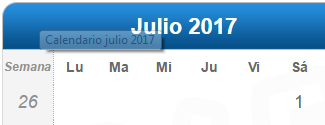 Julio 2017
Calendario julio 2017
Semana Lu Ma Mi Ju Vi Sá
26 1